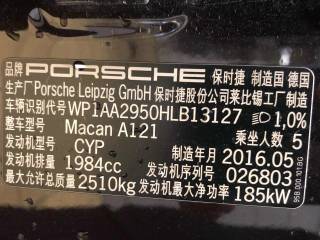 品牌 PORSCHE 保时捷 制造国 德国
生产厂 Porsche Leipzig GmbH 保时捷股份公司莱比锡工厂制造
车辆识别代号 WP1AA2950HLB13127 1,0%
整车型号 Macan A121 乘坐人数 5
发动机型号 CYP 制造年月 2016.05
发动机排量 1984cc 发动机序列号 026803
最大允许总质量 2510kg 发动机最大净功率 185kW
95B.000.101.BG